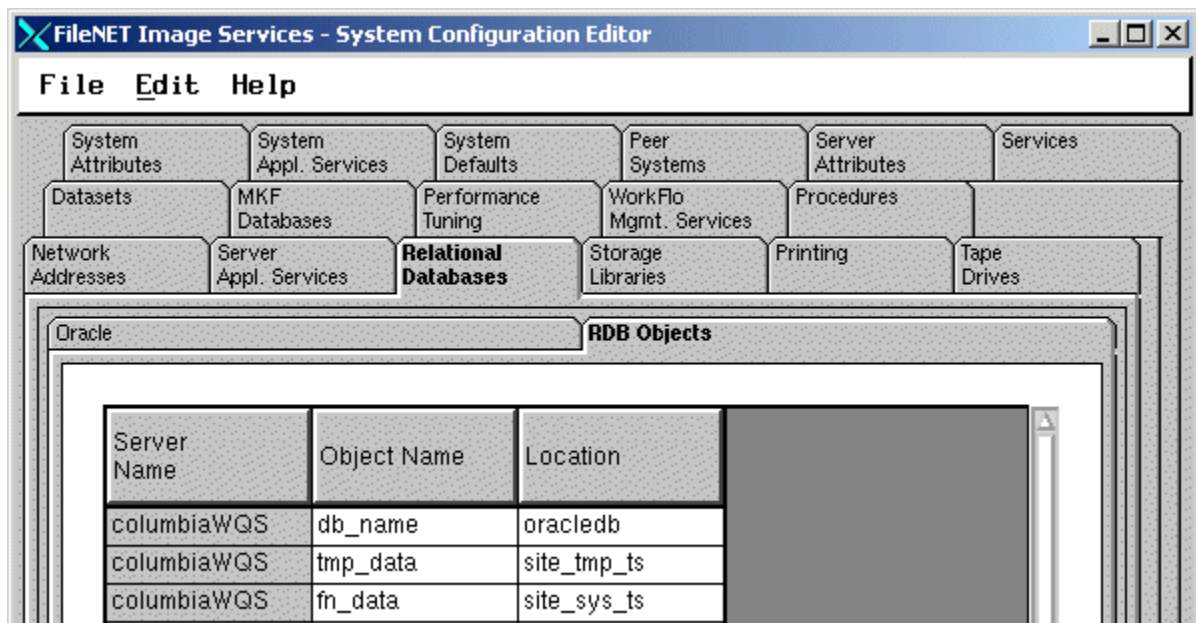 FileNET Image Services - System Configuration Editor
File Edit Help
System Attributes
System Appl. Services
System Defaults
Peer Systems
Server Attributes
Services
Datasets
MKF Databases
Performance Tuning
WorkFlo Mgmt. Services
Procedures
Network Addresses
Server Appl. Services
Relational Databases
Storage Libraries
Printing
Tape Drives
Oracle
RDB Objects
Server Name
Object Name
Location
columbiaWQS db_name oracledb
columbiaWQS tmp_data site_tmp_ts
columbiaWQS fn_data site_sys_ts